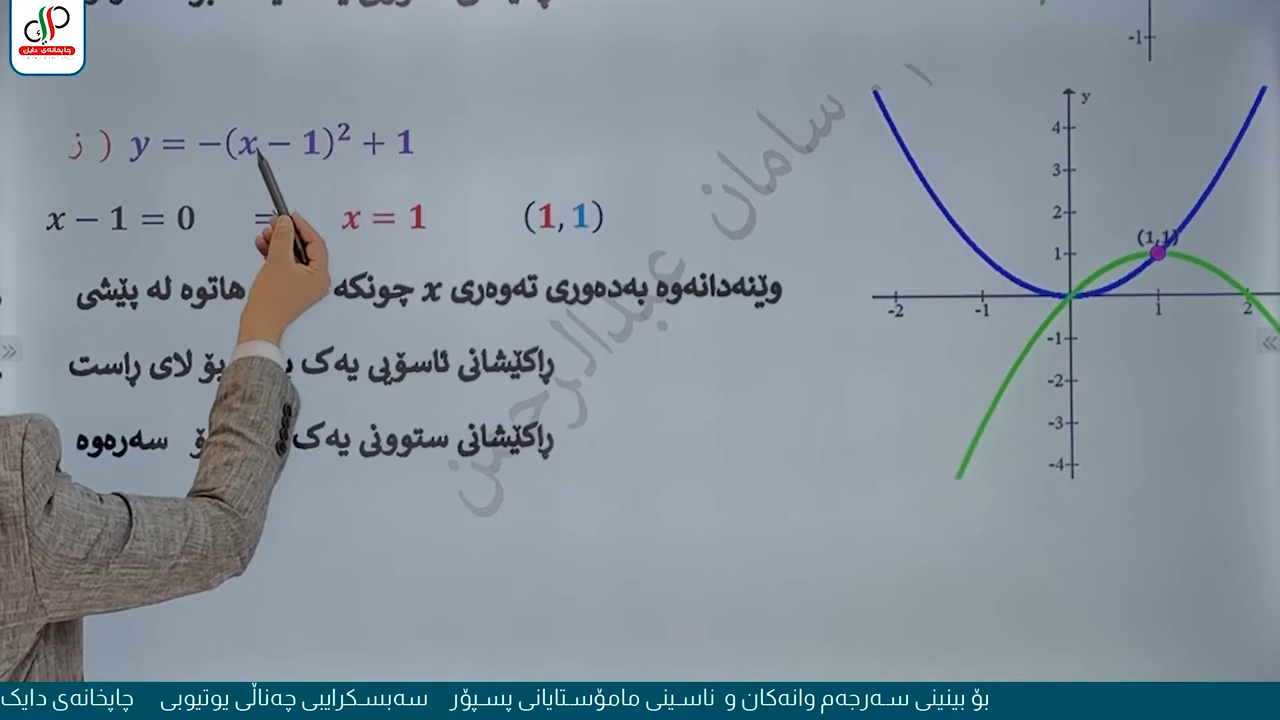 چاپخانەی دایك
-1
ز ) y = −(x − 1)² + 1
x − 1 = 0 ⇒ x = 1 (1, 1)
وێنەدانەوە بەدەوری تەوەری x چونکە هاتوە لە پێشی
ڕاکێشانی ئاسۆیی یەک بۆ لای ڕاست
ڕاکێشانی ستوونی یەک سەرەوە
سامان عبدالرحمن
y
4
3
2
1
(1,1)
-2 -1 1 2
-1
-2
-3
-4
بۆ بینینی سەرجەم وانەکان و ناسینی مامۆستایانی پسپۆڕ سەبسکرایبی چەناڵی یوتیوبی چاپخانەی دایک